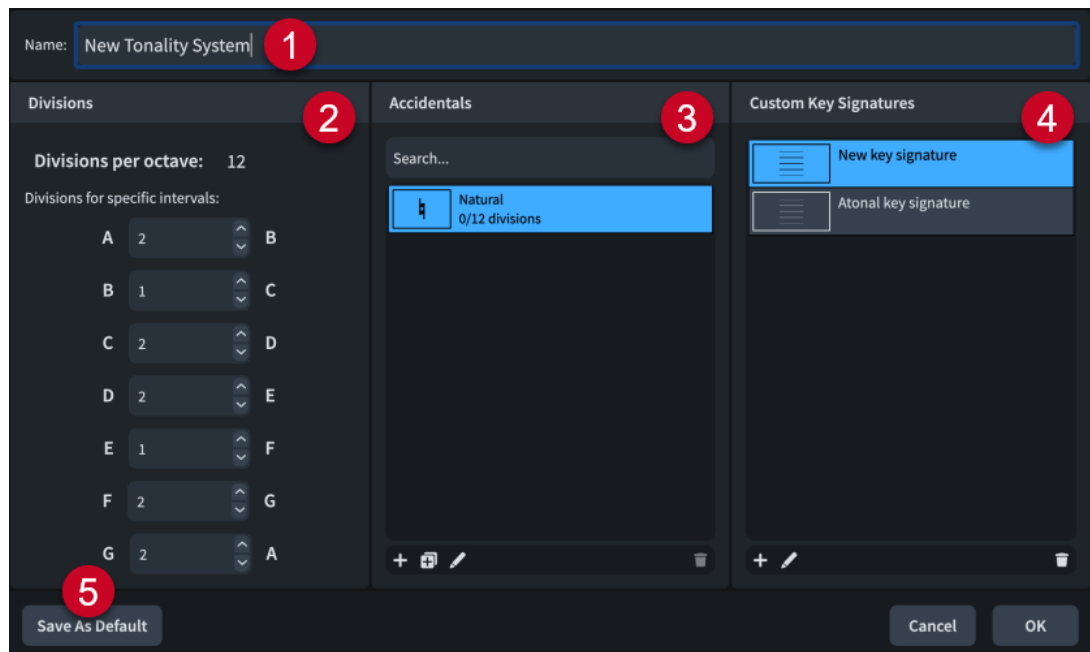 Name: New Tonality System 1
Divisions 2
Accidentals 3
Custom Key Signatures 4
Divisions per octave: 12
Divisions for specific intervals:
A 2 B
B 1 C
C 2 D
D 2 E
E 1 F
F 2 G
G 2 A
Search...
Natural
0/12 divisions
New key signature
Atonal key signature
5
Save As Default
Cancel OK